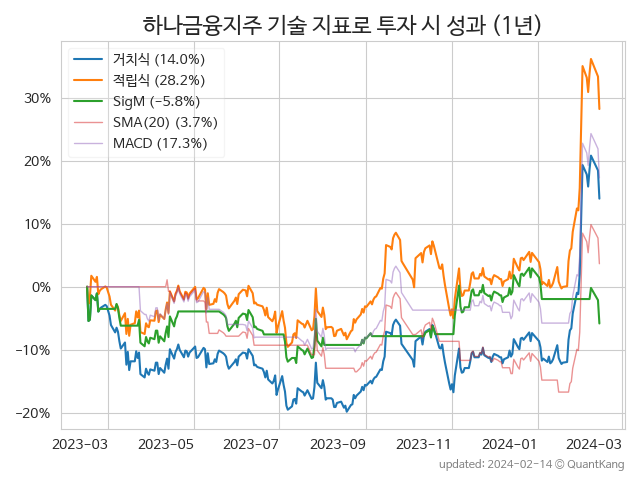 하나금융지주 기술 지표로 투자 시 성과 (1년)
거치식 (14.0%)
적립식 (28.2%)
SigM (−5.8%)
SMA(20) (3.7%)
MACD (17.3%)
30%
20%
10%
0%
−10%
−20%
2023-03 2023-05 2023-07 2023-09 2023-11 2024-01 2024-03
updated: 2024-02-14 © QuantKang